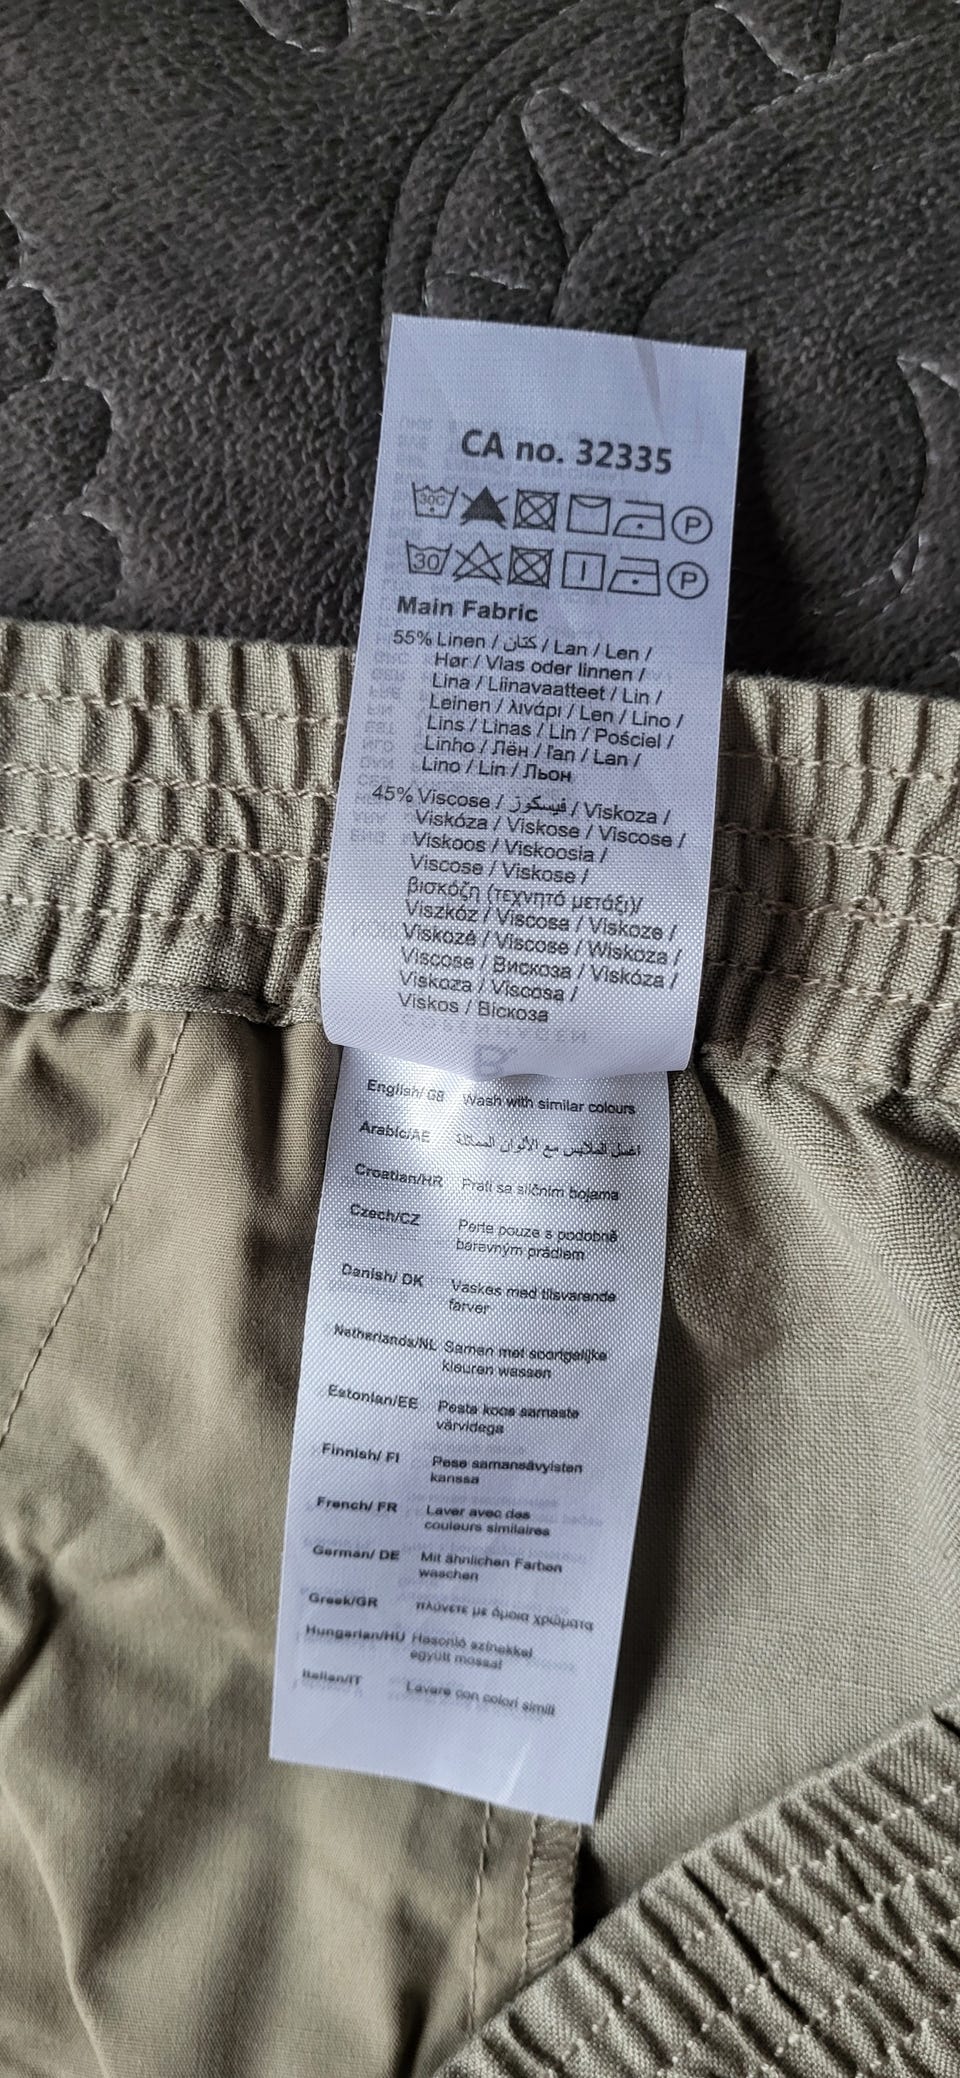 CA no. 32335
30C
P
30
P
Main Fabric
55% Linen / كتان / Lan / Len /
Hør / Vlas oder linnen /
Lina / Liinavaatteet / Lin /
Leinen / λινάρι / Len / Lino /
Lins / Linas / Lin / Pościel /
Linho / Лён / ľan / Lan /
Lino / Lin / Льон
45% Viscose / فيسكوز / Viskoza /
Viskóza / Viskose / Viscose /
Viskoos / Viskoosia /
Viscose / Viskose /
βισκόζη (τεχνητό μετάξι)/
Viszkóz / Viscosa / Viskoze /
Viskozė / Viscose / Wiskoza /
Viscose / Вискоза / Viskóza /
Viskoza / Viscosa /
Viskos / Віскоза
English/ GB Wash with similar colours
Arabic/AE اغسل الملابس مع الألوان المماثلة
Croatian/HR Prati sa sličnim bojama
Czech/CZ Perte pouze s podobně
barevným prádlem
Danish/ DK Vaskes med tilsvarende
farver
Netherlands/NL Samen met soortgelijke
kleuren wassen
Estonian/EE Pesta koos samaste
värvidega
Finnish/ FI Pese samansävyisten
kanssa
French/ FR Laver avec des
couleurs similaires
German/ DE Mit ähnlichen Farben
waschen
Greek/GR πλύνετε με όμοια χρώματα
Hungarian/HU Hasonló színekkel
együtt mossa!
Italian/IT Lavare con colori simili